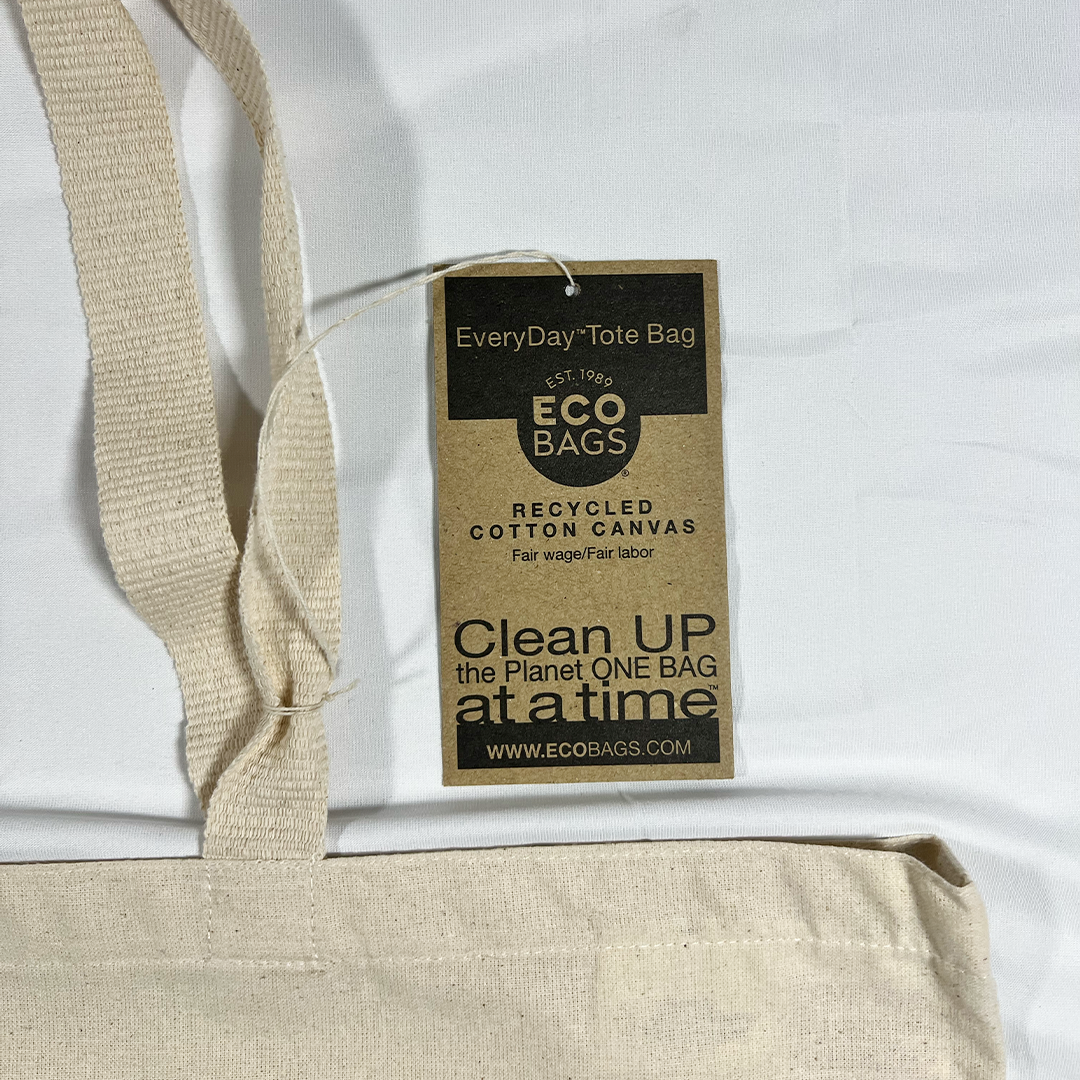 EveryDay™Tote Bag
EST. 1989
ECO
BAGS
®
RECYCLED
COTTON CANVAS
Fair wage/Fair labor
Clean UP
the Planet ONE BAG
at a time™
WWW.ECOBAGS.COM